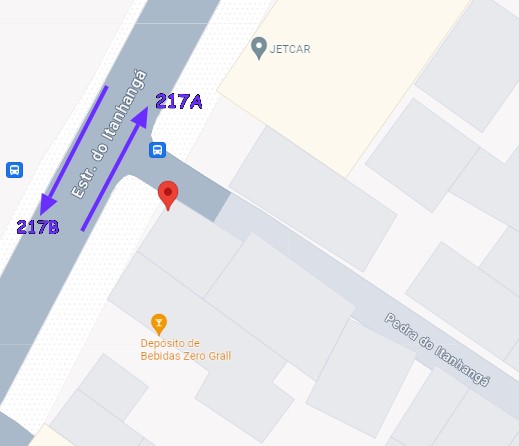 JETCAR
217A
Estr. do Itanhangá
217B
Depósito de
Bebidas Zero Grall
Pedra do Itanhangá